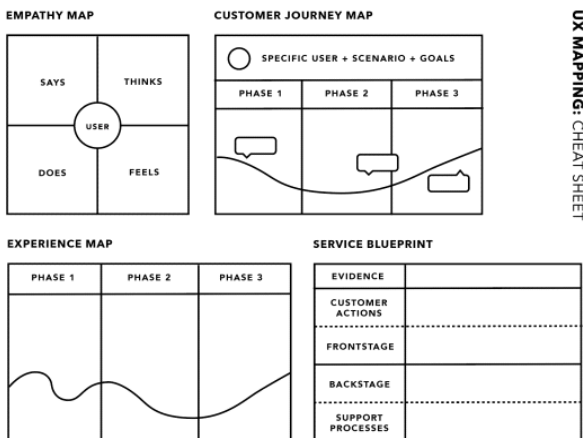 EMPATHY MAP
SAYS
THINKS
USER
DOES
FEELS
CUSTOMER JOURNEY MAP
SPECIFIC USER + SCENARIO + GOALS
PHASE 1
PHASE 2
PHASE 3
UX MAPPING: CHEAT SHEET
EXPERIENCE MAP
PHASE 1
PHASE 2
PHASE 3
SERVICE BLUEPRINT
EVIDENCE
CUSTOMER
ACTIONS
FRONTSTAGE
BACKSTAGE
SUPPORT
PROCESSES